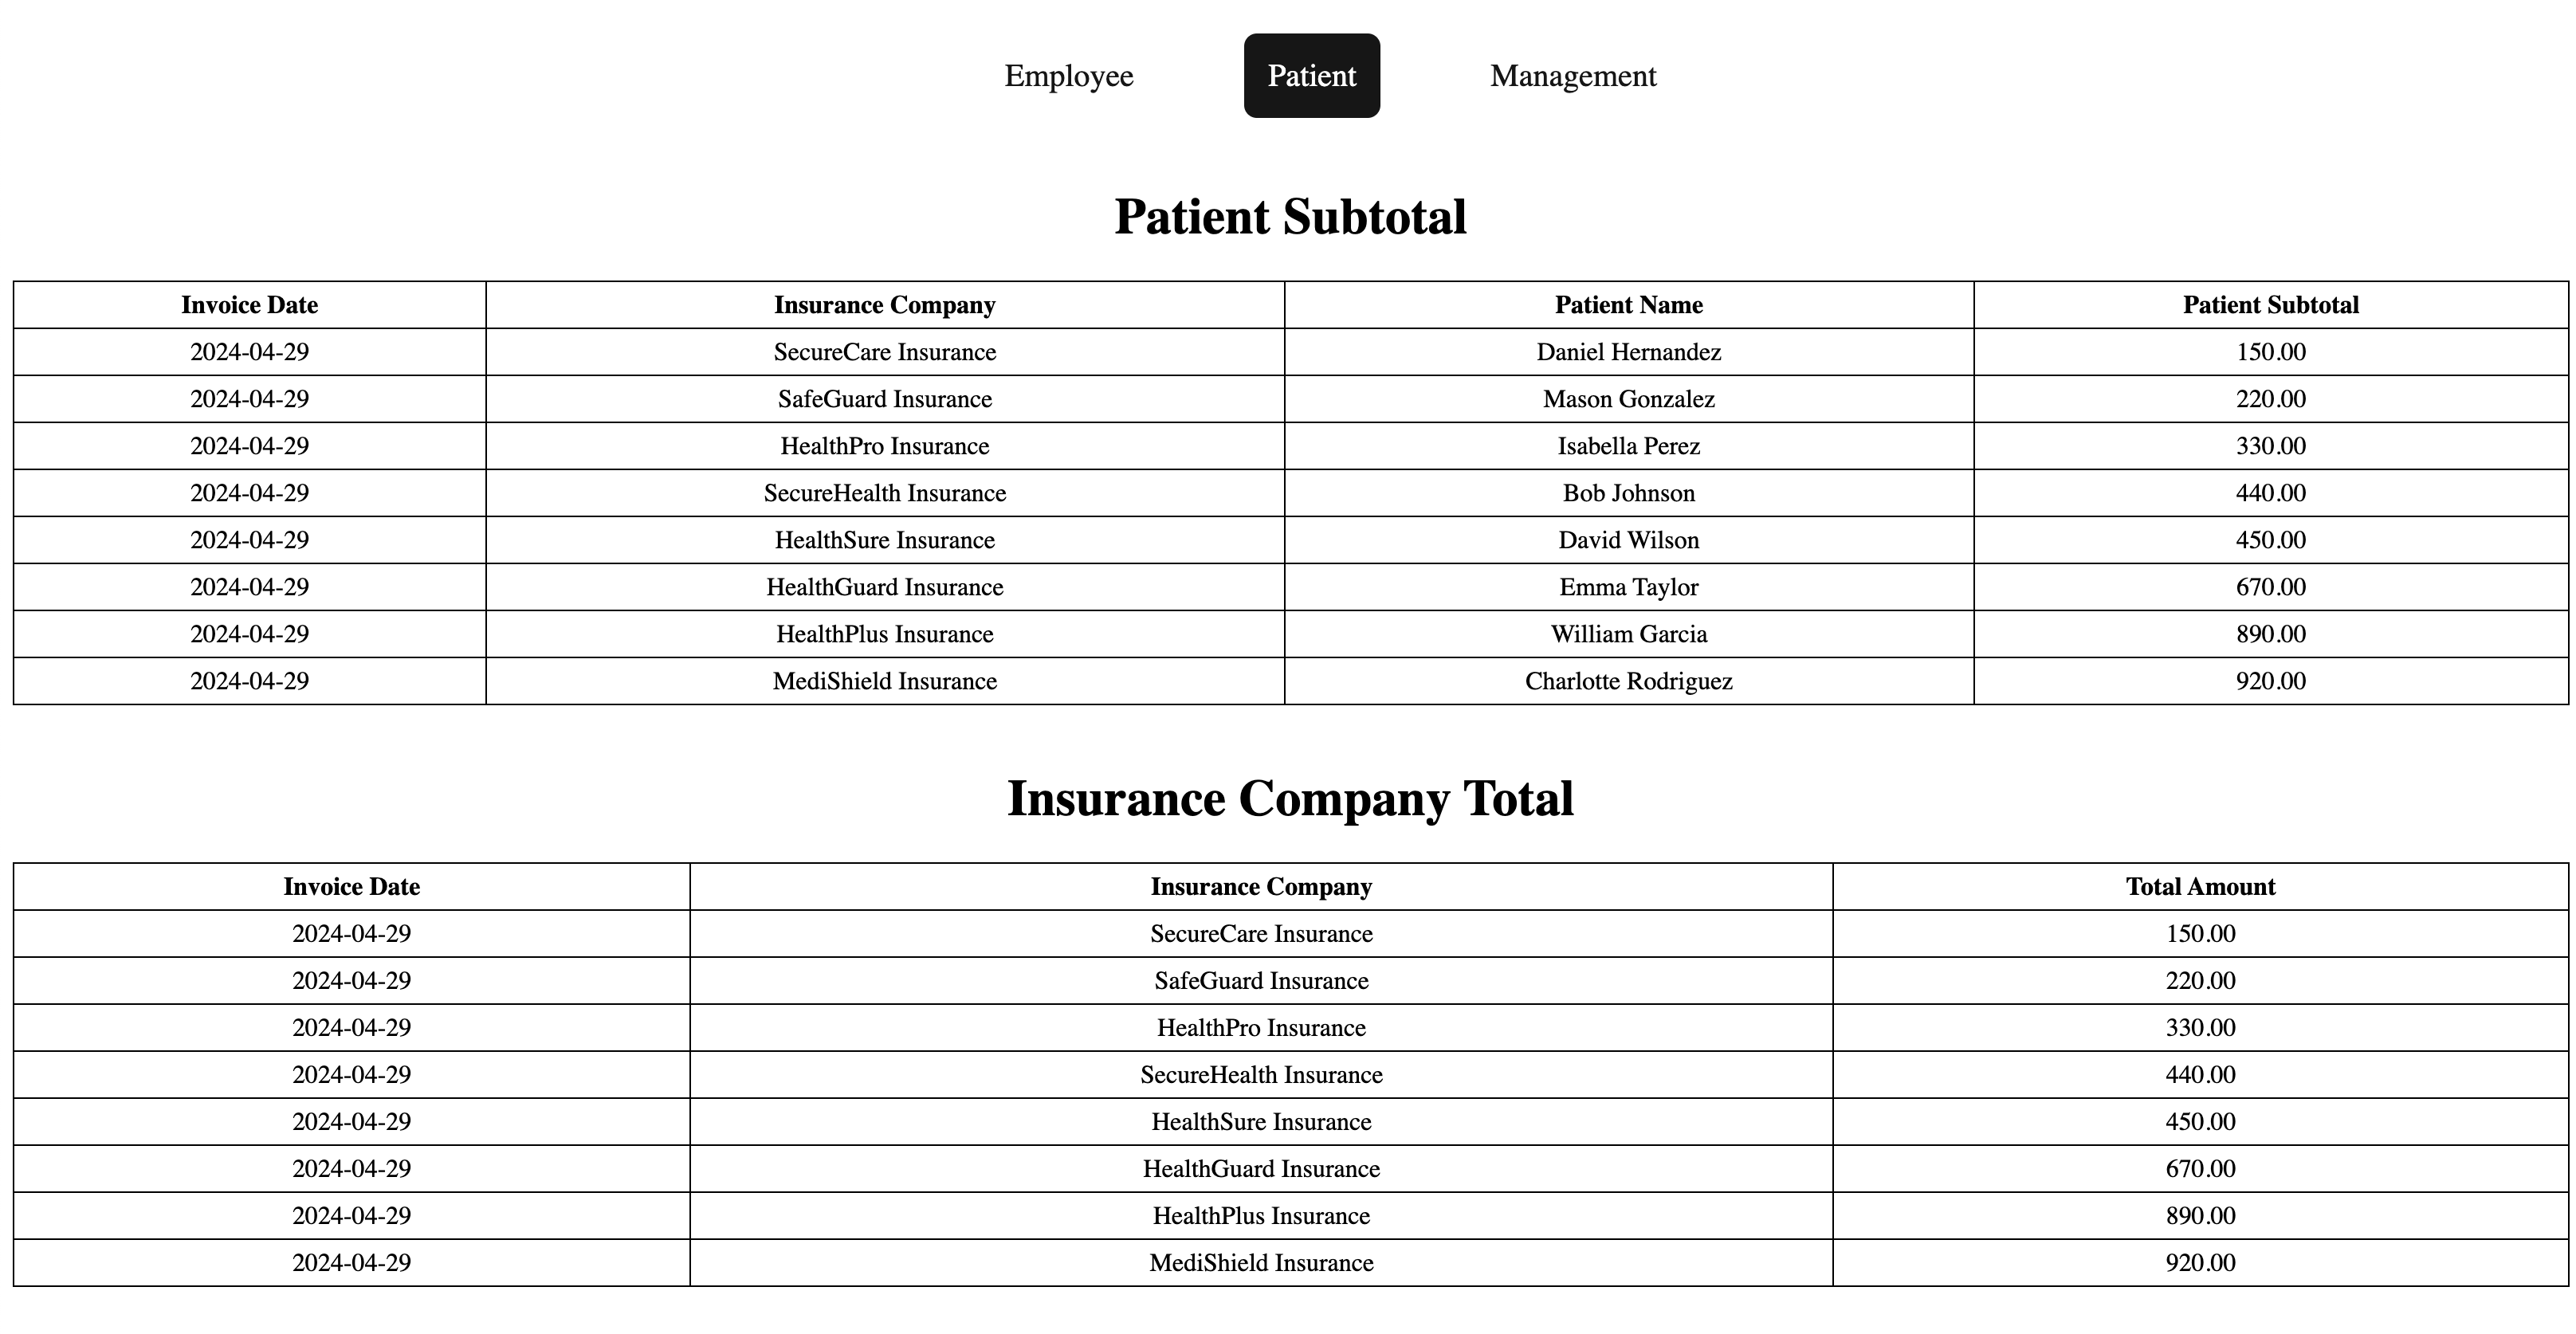 Employee Patient Management
Patient Subtotal
Invoice Date Insurance Company Patient Name Patient Subtotal
2024-04-29 SecureCare Insurance Daniel Hernandez 150.00
2024-04-29 SafeGuard Insurance Mason Gonzalez 220.00
2024-04-29 HealthPro Insurance Isabella Perez 330.00
2024-04-29 SecureHealth Insurance Bob Johnson 440.00
2024-04-29 HealthSure Insurance David Wilson 450.00
2024-04-29 HealthGuard Insurance Emma Taylor 670.00
2024-04-29 HealthPlus Insurance William Garcia 890.00
2024-04-29 MediShield Insurance Charlotte Rodriguez 920.00
Insurance Company Total
Invoice Date Insurance Company Total Amount
2024-04-29 SecureCare Insurance 150.00
2024-04-29 SafeGuard Insurance 220.00
2024-04-29 HealthPro Insurance 330.00
2024-04-29 SecureHealth Insurance 440.00
2024-04-29 HealthSure Insurance 450.00
2024-04-29 HealthGuard Insurance 670.00
2024-04-29 HealthPlus Insurance 890.00
2024-04-29 MediShield Insurance 920.00